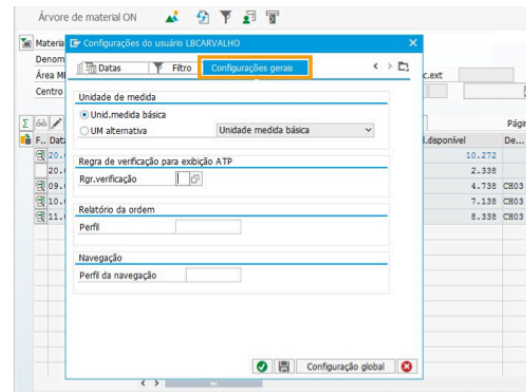 Árvore de material ON
Materia
Configurações do usuário LBCARVALHO
Denom
Datas Filtro Configurações gerais
Área M
c.ext
Centro
Unidade de medida
Unid.medida básica
UM alternativa Unidade medida básica
Págin
F.. Data
l.disponível De...
Regra de verificação para exibição ATP
20. 10.272
20. 2.338
Rgr.verificação
09. 4.738 CH03
10. 7.138 CH03
Relatório da ordem
11. 8.338 CH03
Perfil
Navegação
Perfil da navegação
Configuração global